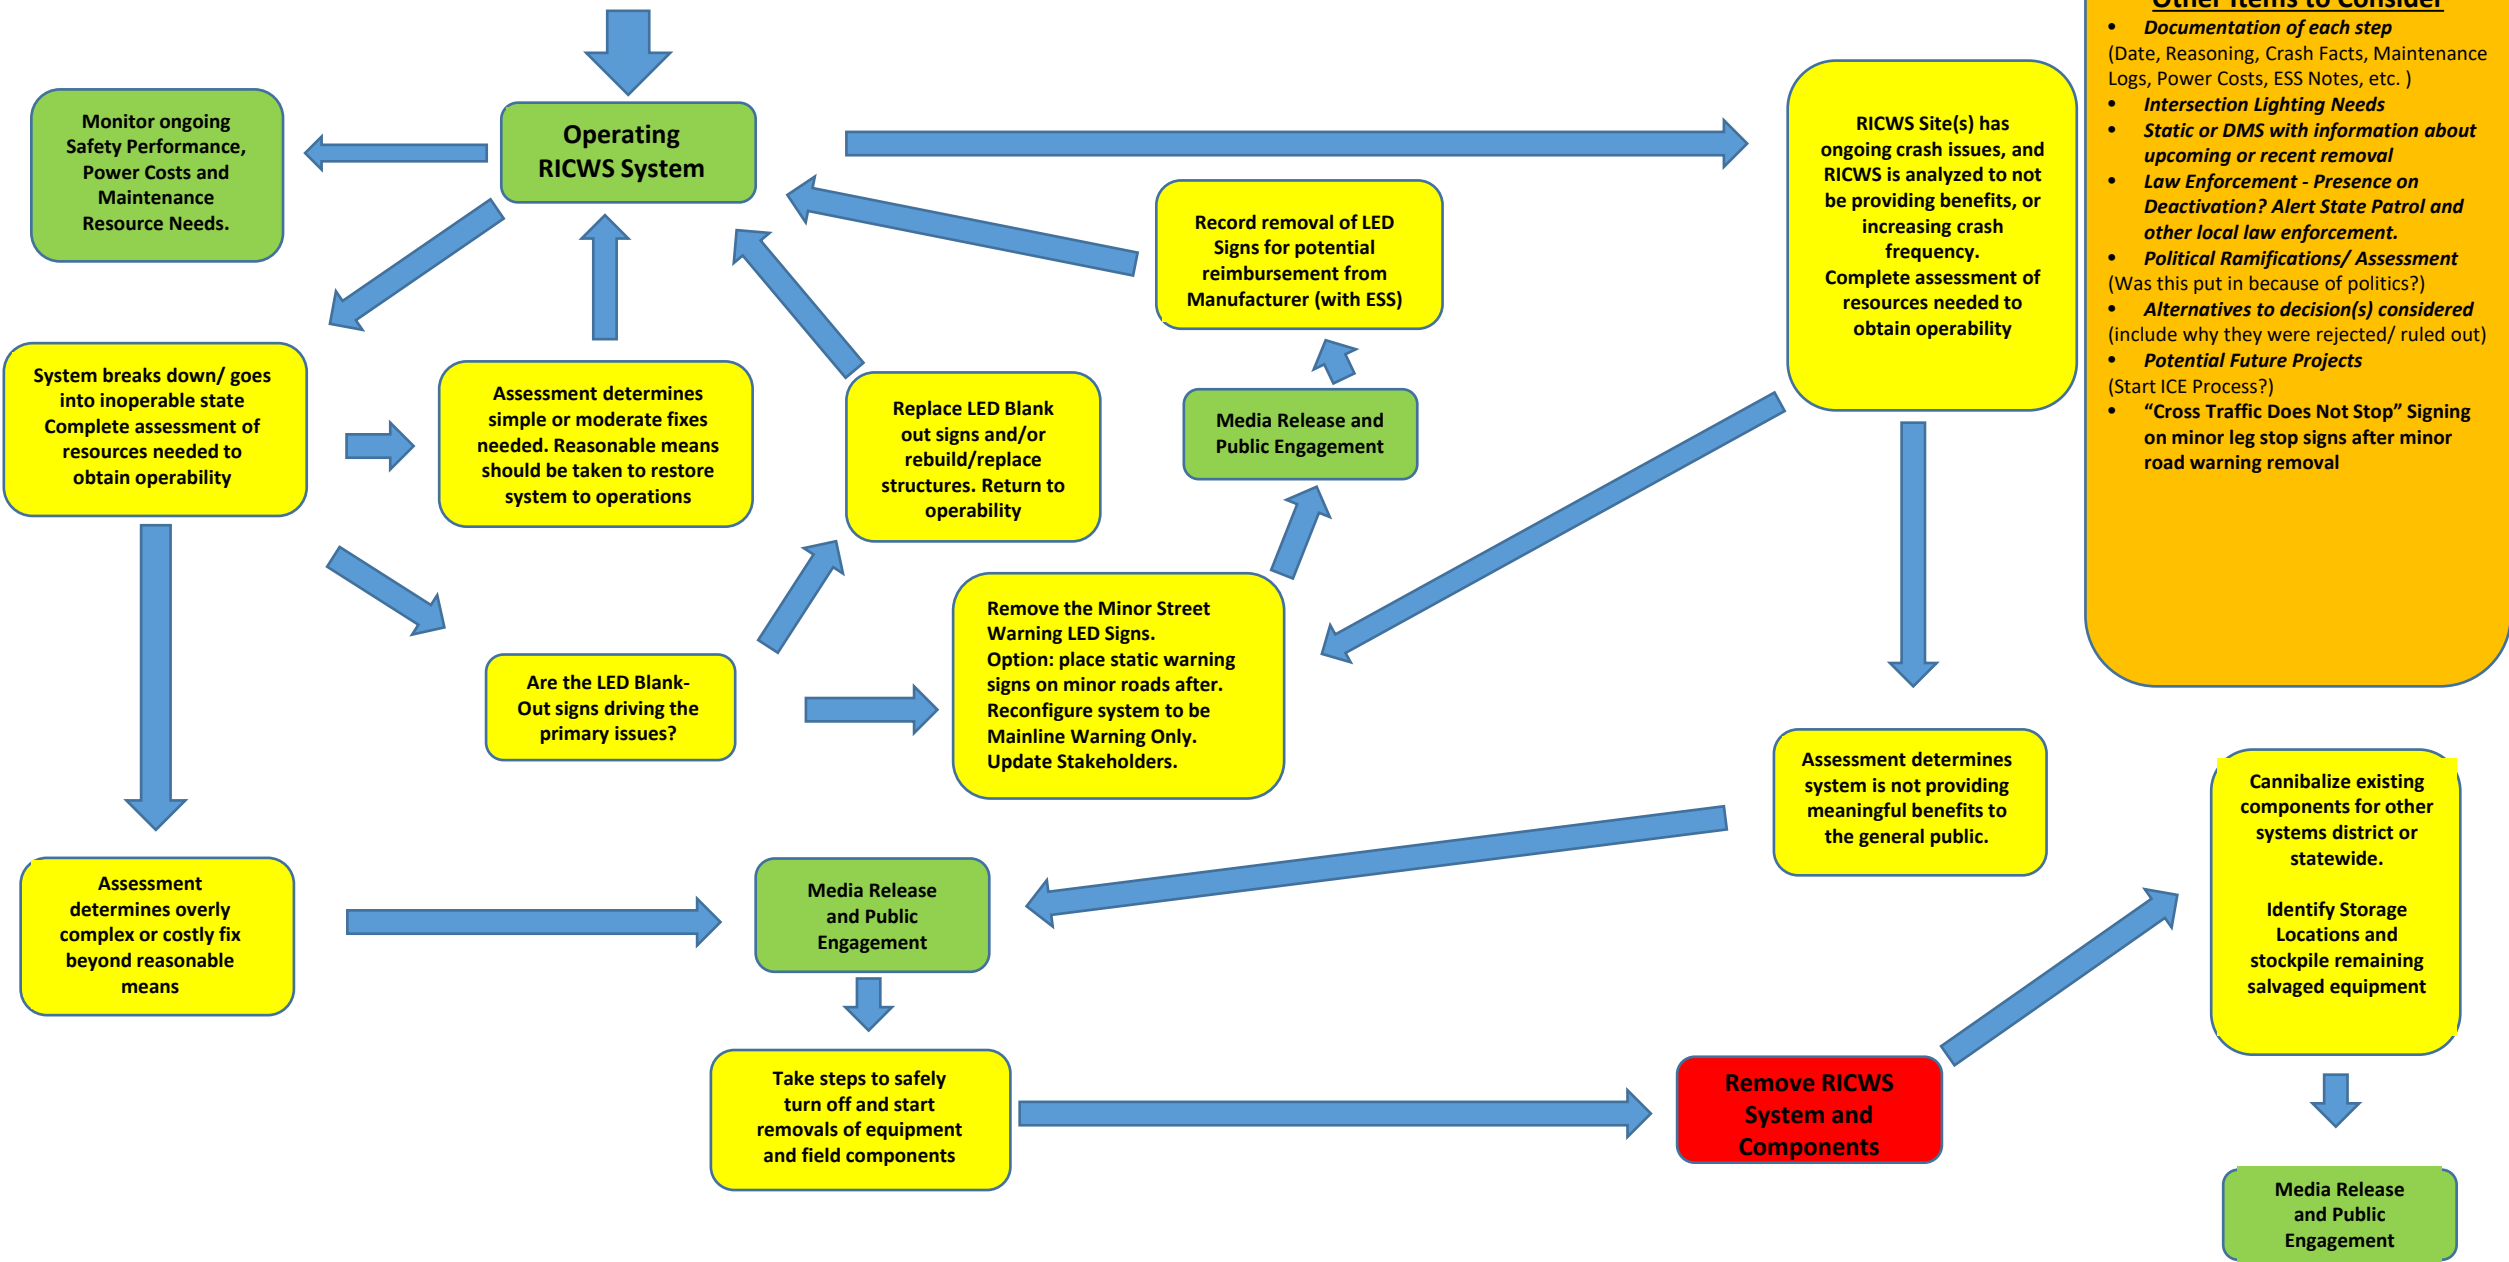 Other Items to Consider
• Documentation of each step
(Date, Reasoning, Crash Facts, Maintenance
Logs, Power Costs, ESS Notes, etc. )
• Intersection Lighting Needs
• Static or DMS with information about
upcoming or recent removal
• Law Enforcement - Presence on
Deactivation? Alert State Patrol and
other local law enforcement.
• Political Ramifications/ Assessment
(Was this put in because of politics?)
• Alternatives to decision(s) considered
(include why they were rejected/ ruled out)
• Potential Future Projects
(Start ICE Process?)
• “Cross Traffic Does Not Stop” Signing
on minor leg stop signs after minor
road warning removal
Monitor ongoing
Safety Performance,
Power Costs and
Maintenance
Resource Needs.
Operating
RICWS System
RICWS Site(s) has
ongoing crash issues, and
RICWS is analyzed to not
be providing benefits, or
increasing crash
frequency.
Complete assessment of
resources needed to
obtain operability
Record removal of LED
Signs for potential
reimbursement from
Manufacturer (with ESS)
System breaks down/ goes
into inoperable state
Complete assessment of
resources needed to
obtain operability
Assessment determines
simple or moderate fixes
needed. Reasonable means
should be taken to restore
system to operations
Replace LED Blank
out signs and/or
rebuild/replace
structures. Return to
operability
Media Release and
Public Engagement
Are the LED Blank-
Out signs driving the
primary issues?
Remove the Minor Street
Warning LED Signs.
Option: place static warning
signs on minor roads after.
Reconfigure system to be
Mainline Warning Only.
Update Stakeholders.
Assessment determines
system is not providing
meaningful benefits to
the general public.
Cannibalize existing
components for other
systems district or
statewide.
Identify Storage
Locations and
stockpile remaining
salvaged equipment
Assessment
determines overly
complex or costly fix
beyond reasonable
means
Media Release
and Public
Engagement
Take steps to safely
turn off and start
removals of equipment
and field components
Remove RICWS
System and
Components
Media Release
and Public
Engagement